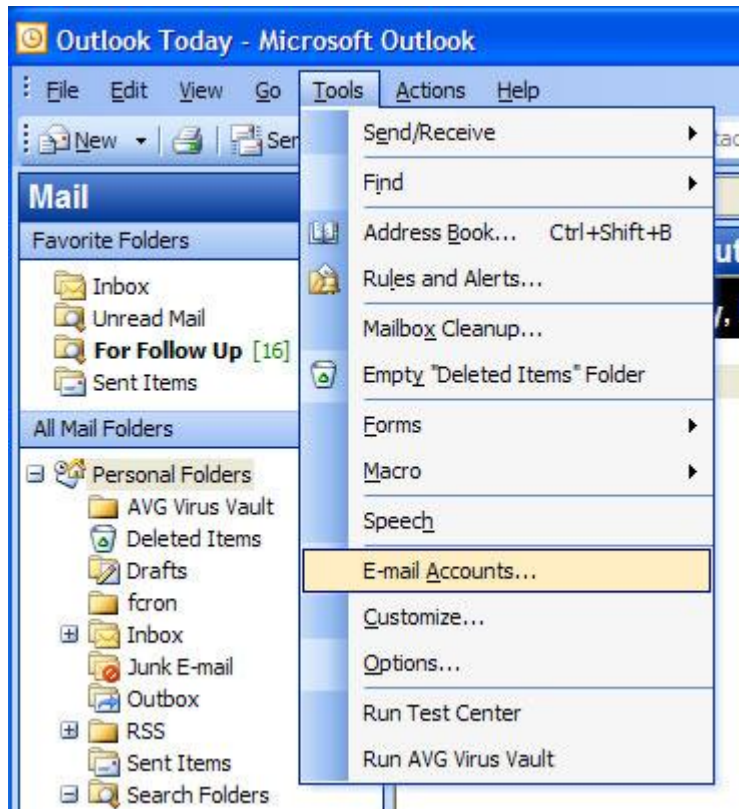 Outlook Today - Microsoft Outlook
File Edit View Go Tools Actions Help
New
Mail
Favorite Folders
Inbox
Unread Mail
For Follow Up [16]
Sent Items
All Mail Folders
Personal Folders
AVG Virus Vault
Deleted Items
Drafts
fcron
Inbox
Junk E-mail
Outbox
RSS
Sent Items
Search Folders
Send/Receive
Find
Address Book... Ctrl+Shift+B
Rules and Alerts...
Mailbox Cleanup...
Empty "Deleted Items" Folder
Forms
Macro
Speech
E-mail Accounts...
Customize...
Options...
Run Test Center
Run AVG Virus Vault